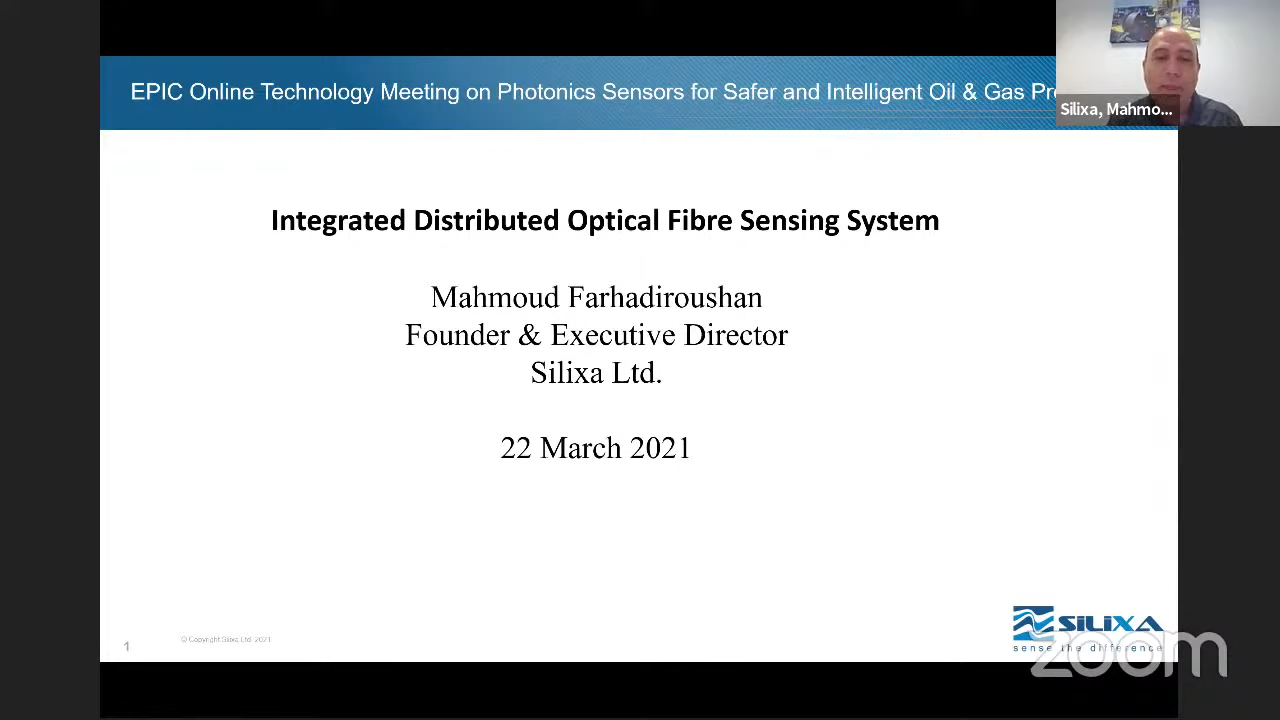 EPIC Online Technology Meeting on Photonics Sensors for Safer and Intelligent Oil & Gas Pr
Silixa, Mahmo...
Integrated Distributed Optical Fibre Sensing System
Mahmoud Farhadiroushan
Founder & Executive Director
Silixa Ltd.
22 March 2021
SILIXA
sense the difference
zoom
1
© Copyright Silixa Ltd. 2021